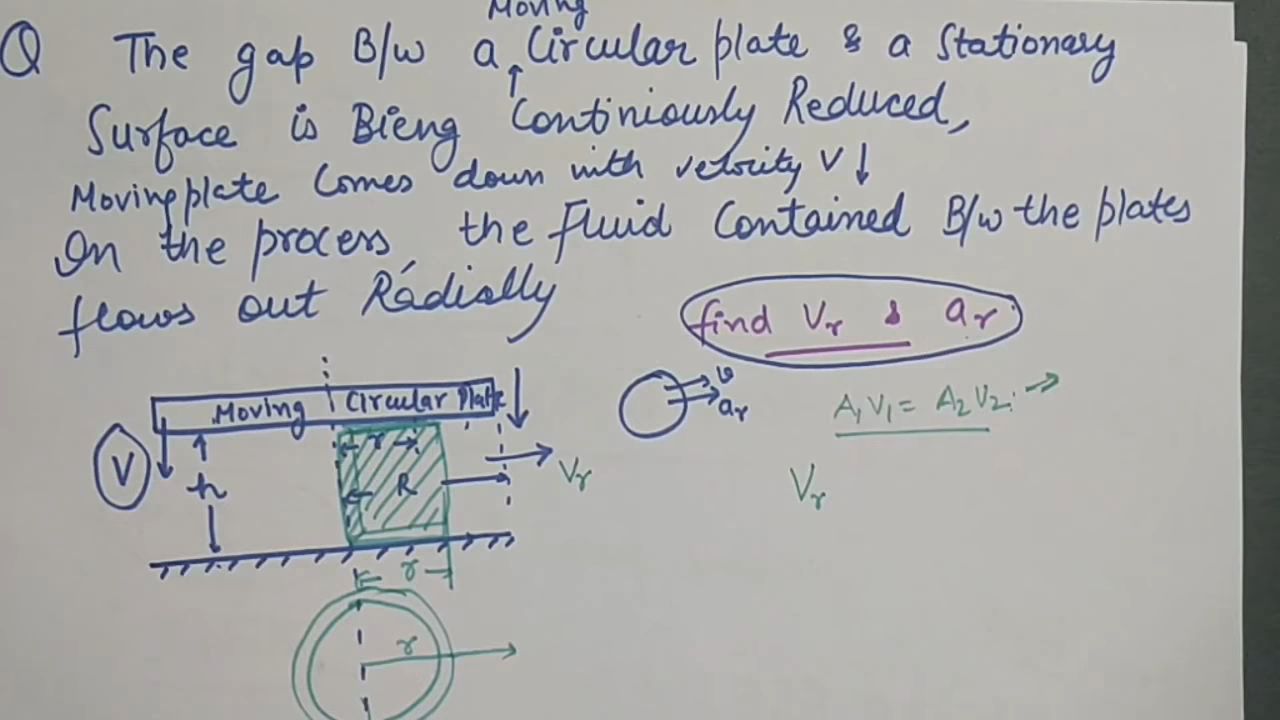 Moving
Q The gap B/w a Circular plate & a Stationary
Surface is Bieng Continiously Reduced,
Moving plate Comes down with velocity V ↓
In the process the fluid Contained B/w the plates
flows out Radially
find Vr & ar
Moving Circular Plate
V
h
r
R
Vr
v
ar
A1V1 = A2V2. →
Vr
r
r